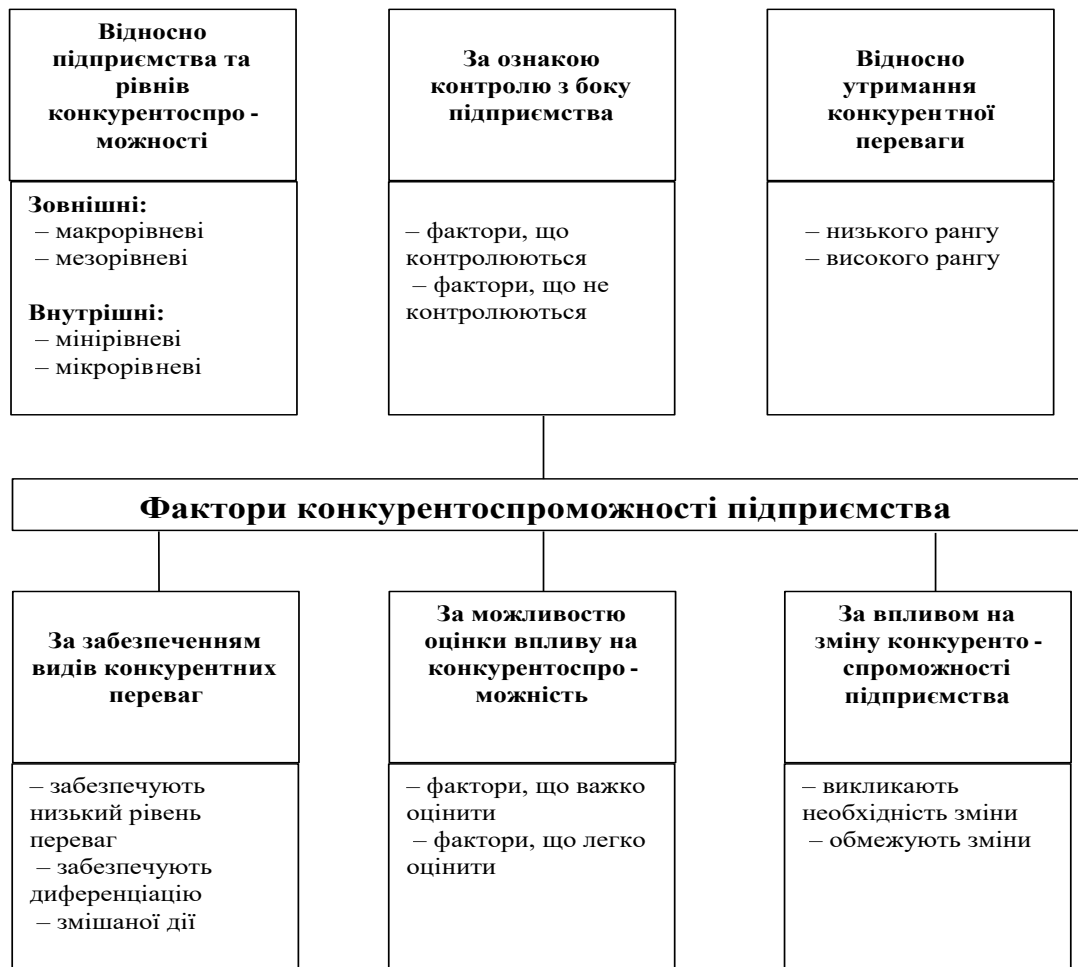 Відносно
підприємства та
рівнів
конкурентоспро -
можності
Зовнішні:
– макрорівневі
– мезорівневі
Внутрішні:
– мінірівневі
– мікрорівневі
За ознакою
контролю з боку
підприємства
– фактори, що
контролюються
– фактори, що не
контролюються
Відносно
утримання
конкурентної
переваги
– низького рангу
– високого рангу
Фактори конкурентоспроможності підприємства
За забезпеченням
видів конкурентних
переваг
– забезпечують
низький рівень
переваг
– забезпечують
диференціацію
– змішаної дії
За можливостю
оцінки впливу на
конкурентоспро -
можність
– фактори, що важко
оцінити
– фактори, що легко
оцінити
За впливом на
зміну конкуренто -
спроможності
підприємства
– викликають
необхідність зміни
– обмежують зміни